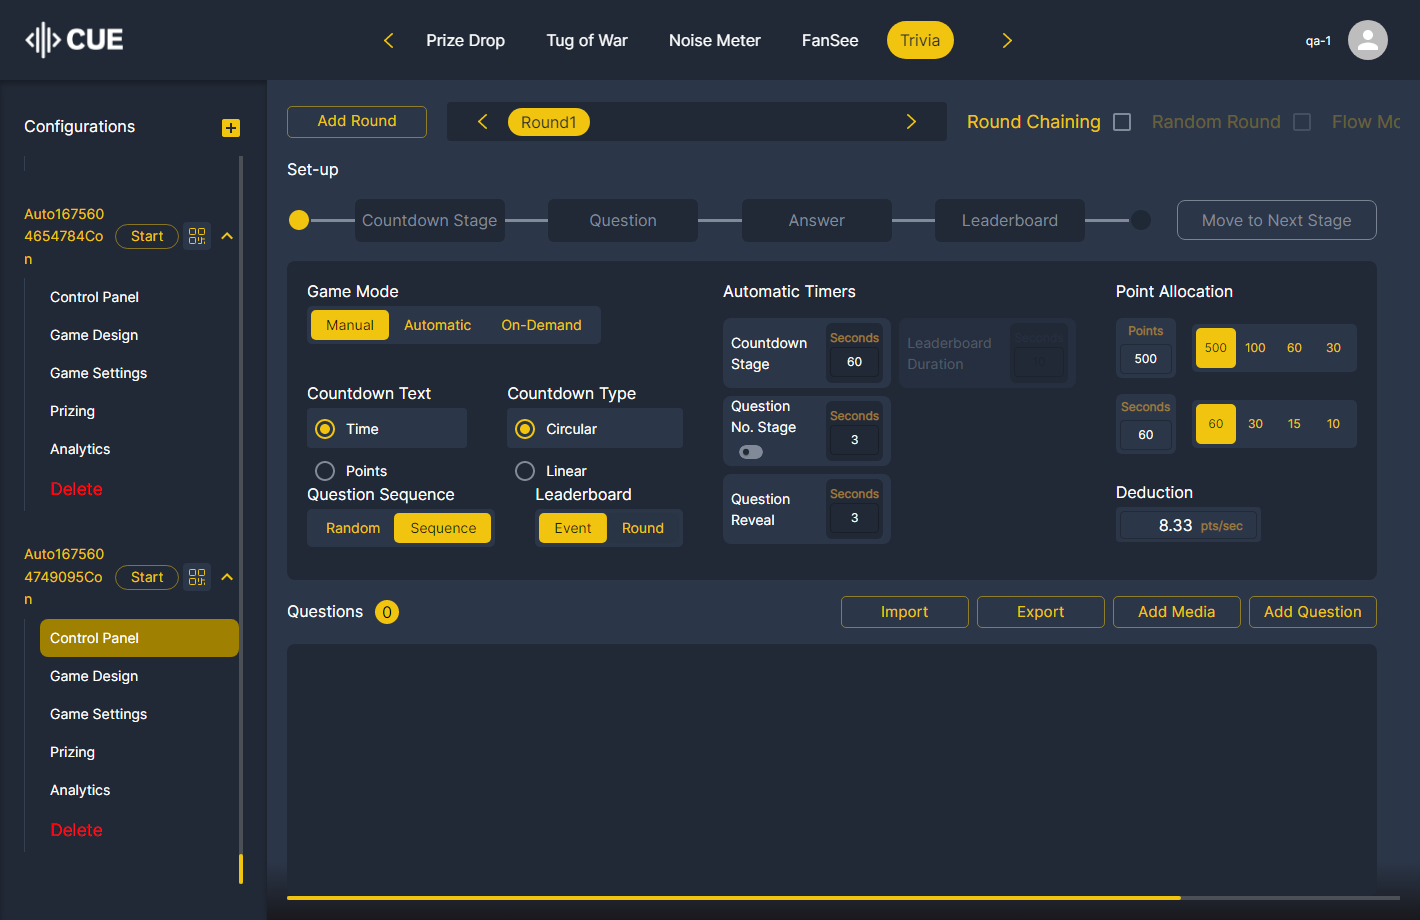 CUE
Prize Drop
Tug of War
Noise Meter
FanSee
Trivia
qa-1
Configurations
Auto167560
4654784Co
n
Start
Control Panel
Game Design
Game Settings
Prizing
Analytics
Delete
Auto167560
4749095Co
n
Start
Control Panel
Game Design
Game Settings
Prizing
Analytics
Delete
Add Round
Round1
Round Chaining
Random Round
Flow Mo
Set-up
Countdown Stage
Question
Answer
Leaderboard
Move to Next Stage
Game Mode
Manual
Automatic
On-Demand
Countdown Text
Time
Points
Countdown Type
Circular
Linear
Question Sequence
Random
Sequence
Leaderboard
Event
Round
Automatic Timers
Countdown
Stage
Seconds
60
Leaderboard
Duration
Seconds
Question
No. Stage
Seconds
3
Question
Reveal
Seconds
3
Point Allocation
Points
500
500
100
60
30
Seconds
60
60
30
15
10
Deduction
8.33 pts/sec
Questions 0
Import
Export
Add Media
Add Question